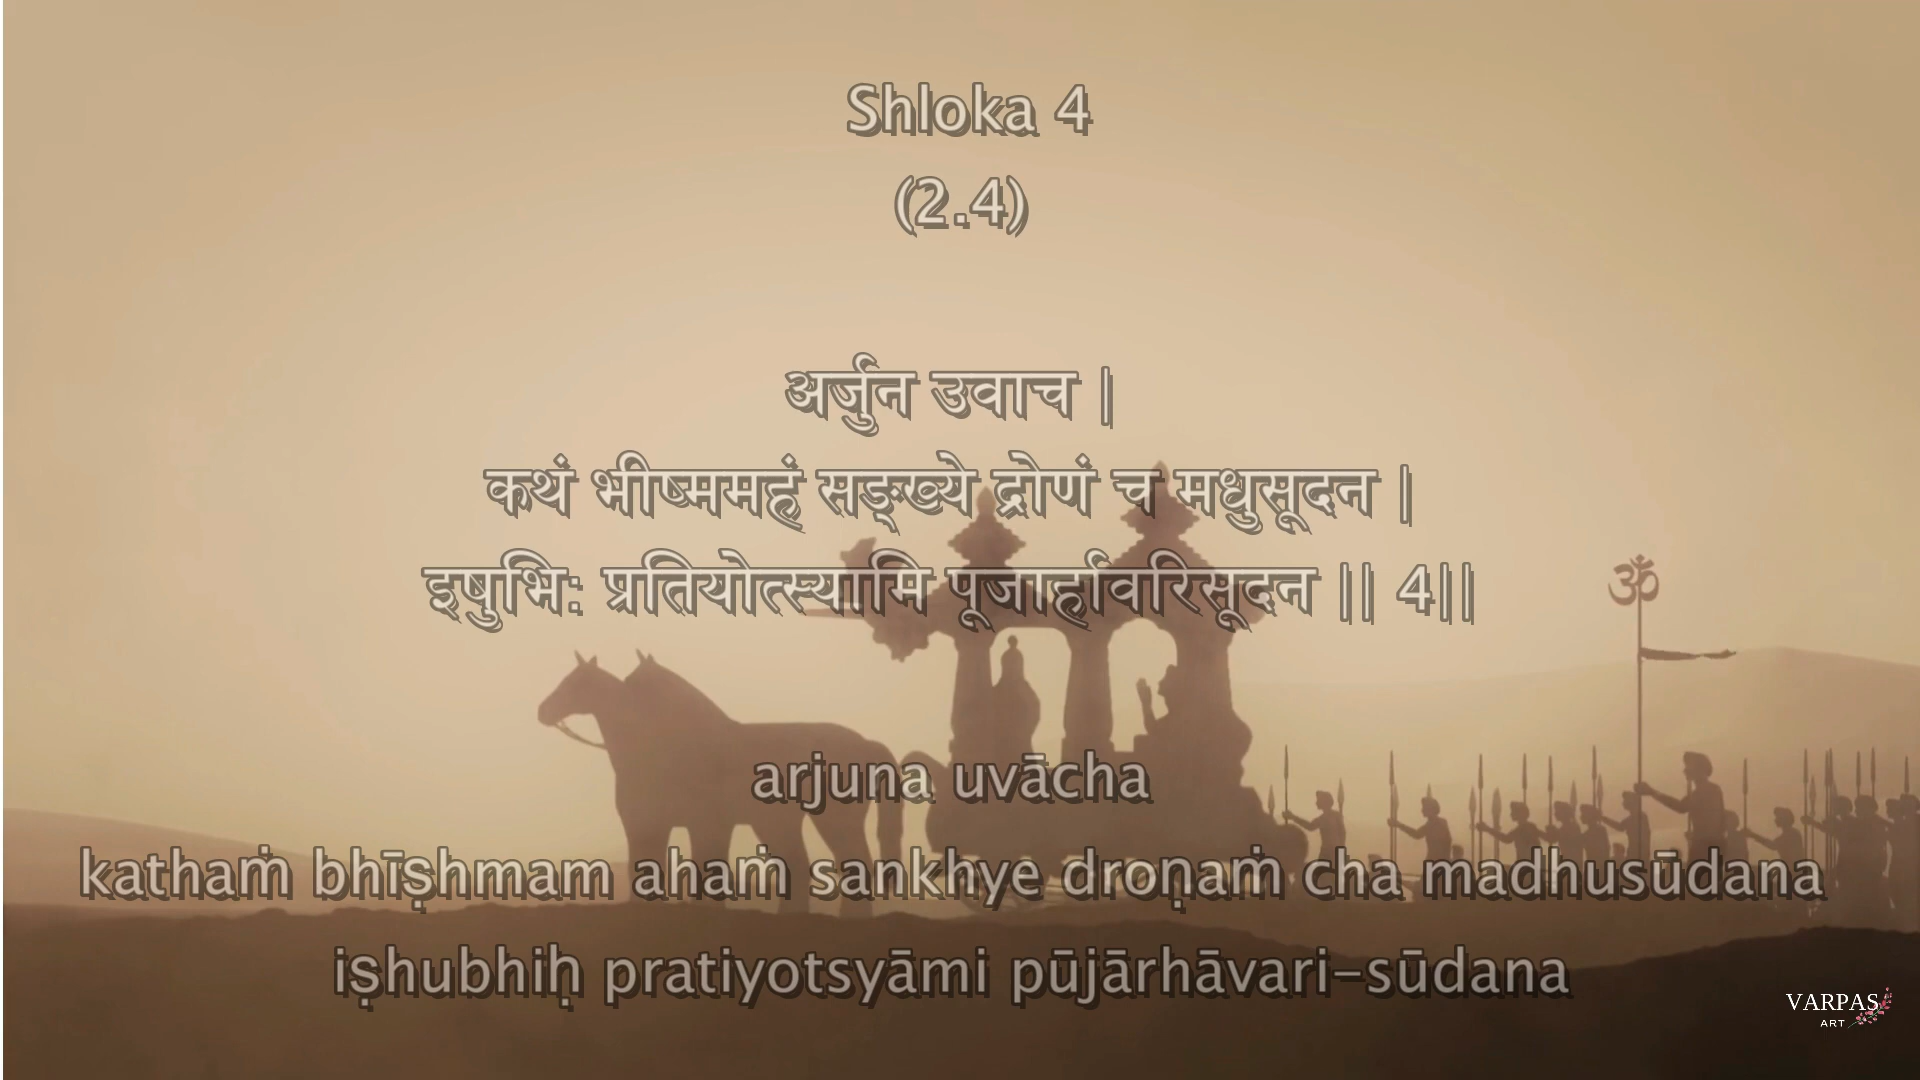 Shloka 4
(2.4)
अर्जुन उवाच |
कथं भीष्ममहं सङ्ख्ये द्रोणं च मधुसूदन |
इषुभि: प्रतियोत्स्यामि पूजार्हावरिसूदन || 4||
arjuna uvācha
kathaṁ bhīṣhmam ahaṁ sankhye droṇaṁ cha madhusūdana
iṣhubhiḥ pratiyotsyāmi pūjārhāvari-sūdana
ॐ
VARPAS
ART